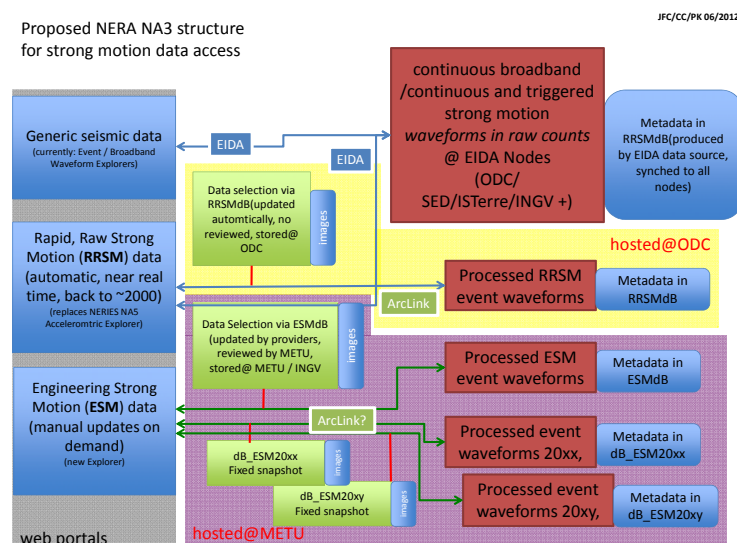 Proposed NERA NA3 structure
for strong motion data access
JFC/CC/PK 06/2012
Generic seismic data
(currently: Event / Broadband
Waveform Explorers)
EIDA
EIDA
continuous broadband
/continuous and triggered
strong motion
waveforms in raw counts
@ EIDA Nodes
(ODC/
SED/ISTerre/INGV +)
Metadata in
RRSMdB(produced
by EIDA data source,
synched to all
nodes)
Data selection via
RRSMdB(updated
automtically, no
reviewed, stored@
ODC
images
hosted@ODC
Rapid, Raw Strong
Motion (RRSM) data
(automatic, near real
time, back to ~2000)
(replaces NERIES NA5
Acceleromtric Explorer)
Processed RRSM
event waveforms
Metadata in
RRSMdB
ArcLink
Data Selection via ESMdB
(updated by providers,
reviewed by METU,
stored@ METU / INGV
images
Processed ESM
event waveforms
Metadata in
ESMdB
Engineering Strong
Motion (ESM) data
(manual updates on
demand)
(new Explorer)
ArcLink?
Processed event
waveforms 20xx,
Metadata in
dB_ESM20xx
dB_ESM20xx
Fixed snapshot
images
dB_ESM20xy
Fixed snapshot
images
Processed event
waveforms 20xy,
Metadata in
dB_ESM20xy
web portals
hosted@METU